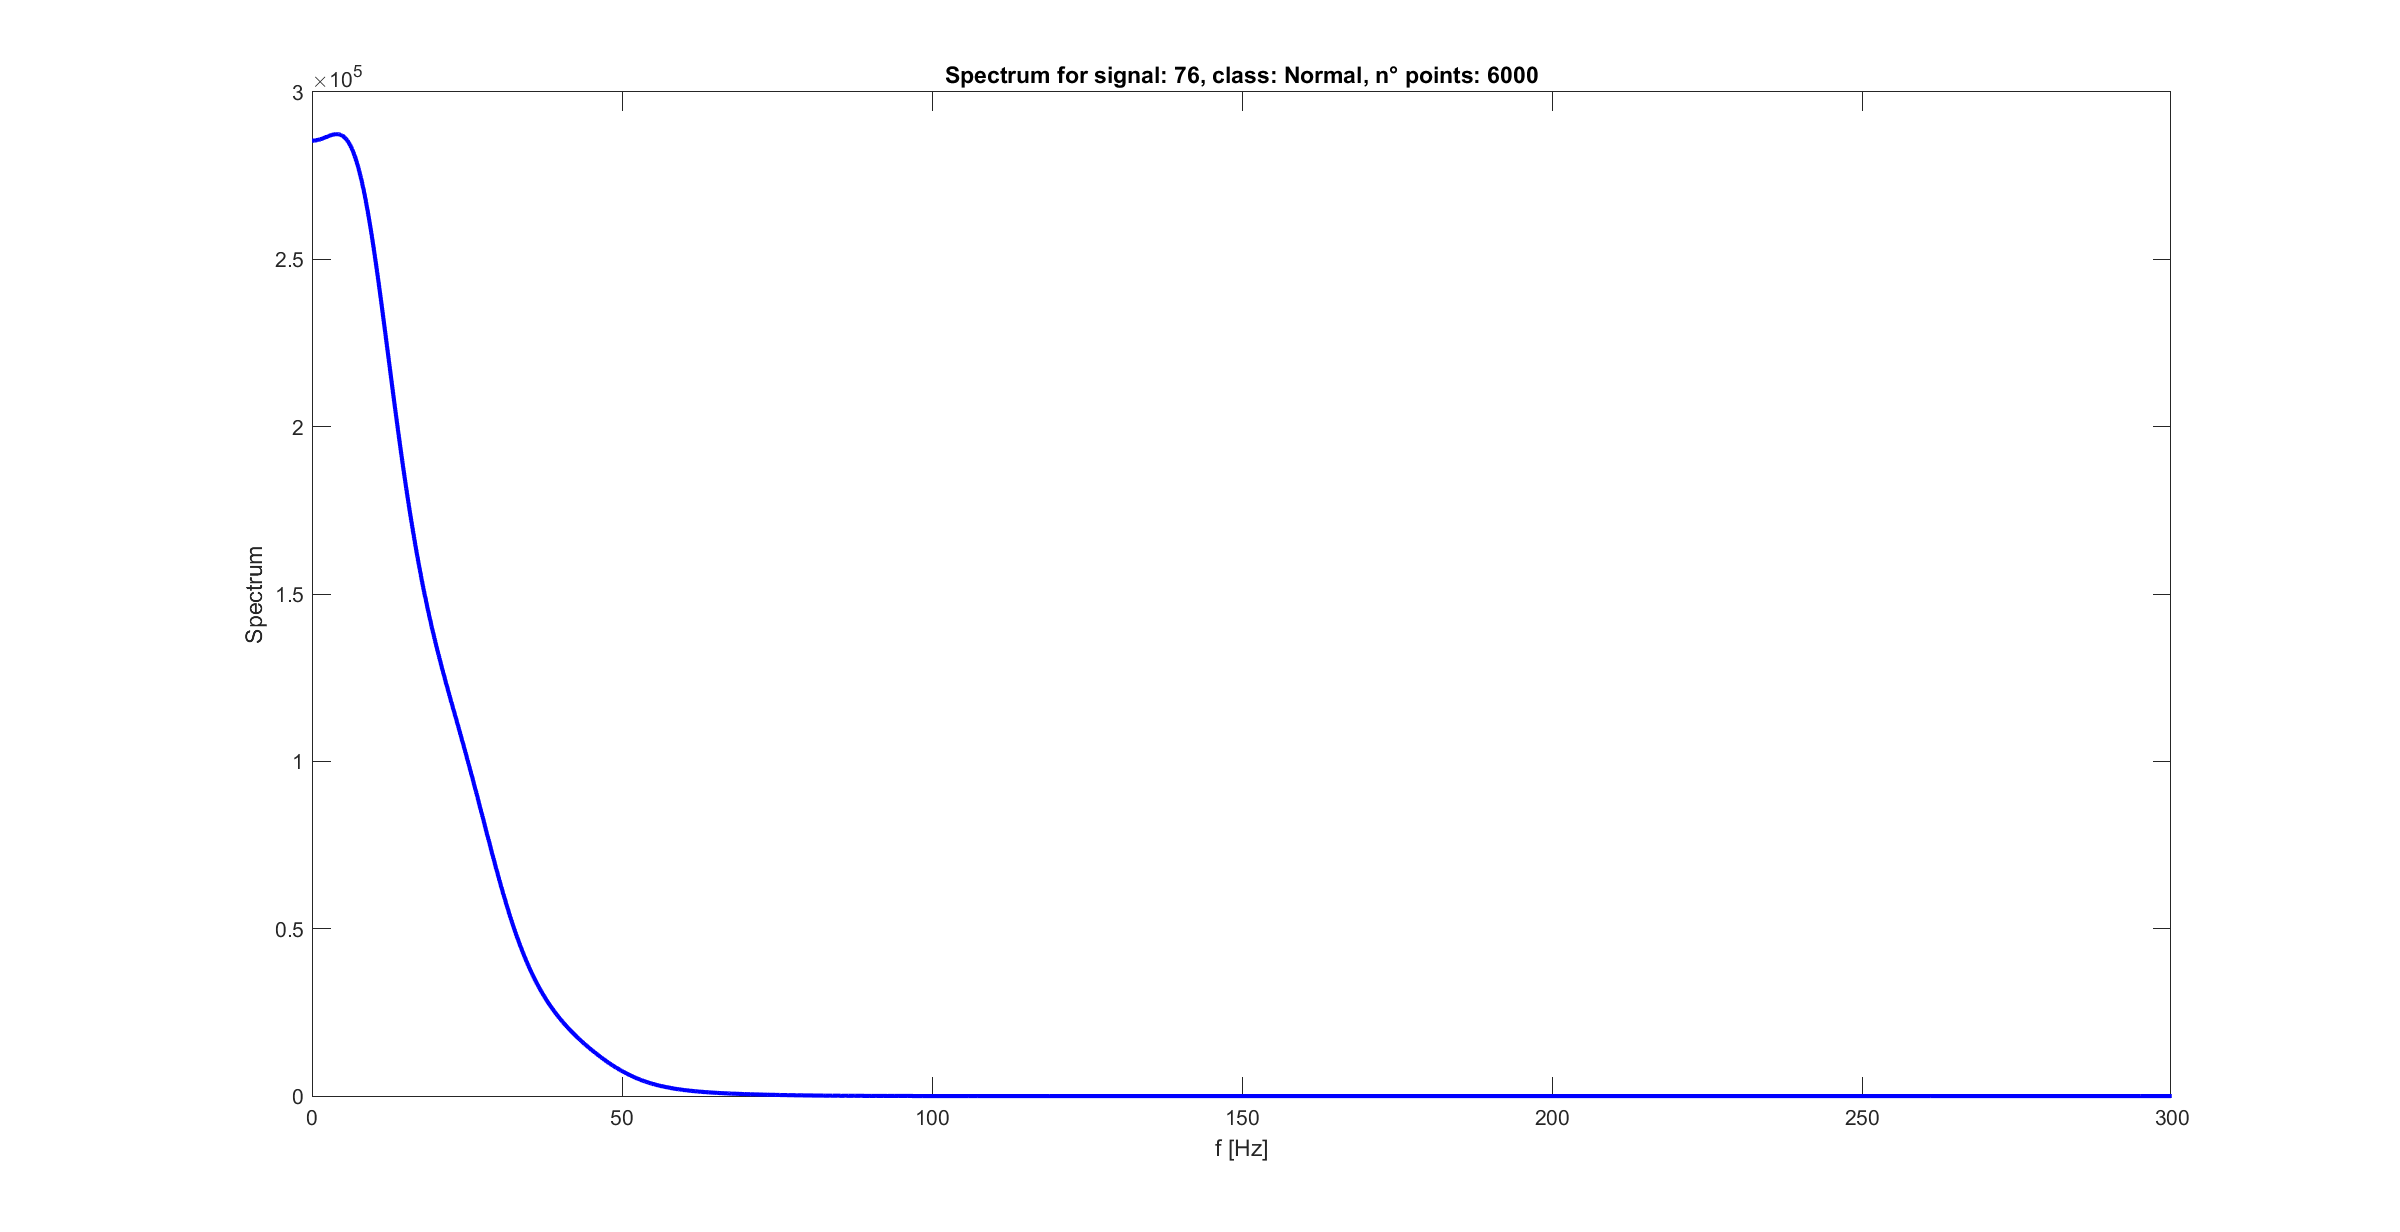 ×10⁵
Spectrum for signal: 76, class: Normal, n° points: 6000
3
2.5
2
1.5
1
0.5
0
Spectrum
0 50 100 150 200 250 300
f [Hz]